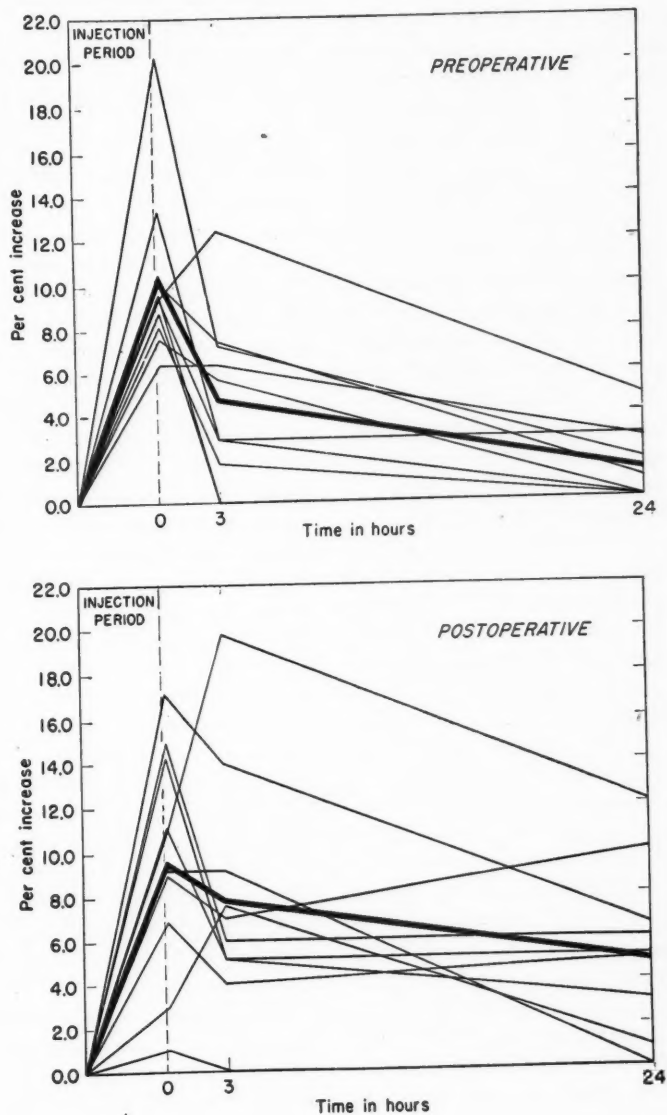 22.0
INJECTION
PERIOD
PREOPERATIVE
20.0
18.0
16.0
14.0
12.0
10.0
8.0
6.0
4.0
2.0
0.0
Per cent increase
0 3 24
Time in hours
22.0
INJECTION
PERIOD
POSTOPERATIVE
20.0
18.0
16.0
14.0
12.0
10.0
8.0
6.0
4.0
2.0
0.0
Per cent increase
0 3 24
Time in hours